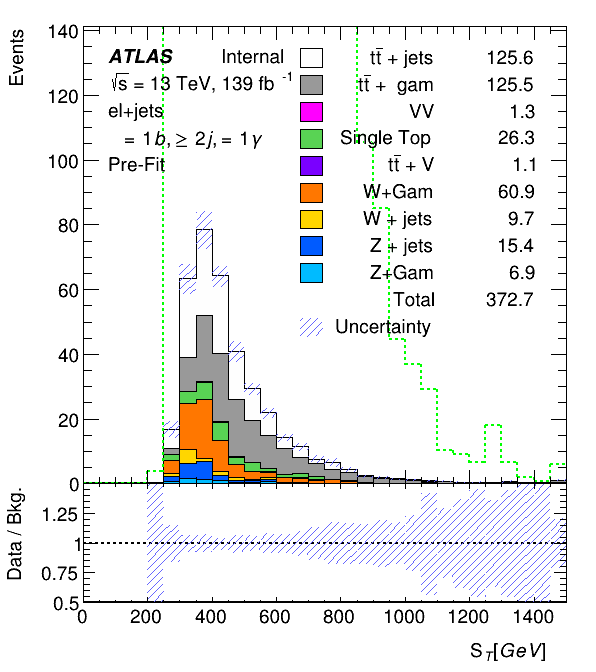 Events
140
120
100
80
60
40
20
0
ATLAS Internal
√s = 13 TeV, 139 fb⁻¹
el+jets
= 1b, ≥ 2j, = 1γ
Pre-Fit
tt̄ + jets 125.6
tt̄ + gam 125.5
VV 1.3
Single Top 26.3
tt̄ + V 1.1
W+Gam 60.9
W + jets 9.7
Z + jets 15.4
Z+Gam 6.9
Total 372.7
Uncertainty
Data / Bkg.
1.25
1
0.75
0.5
0 200 400 600 800 1000 1200 1400
S_T[GeV]